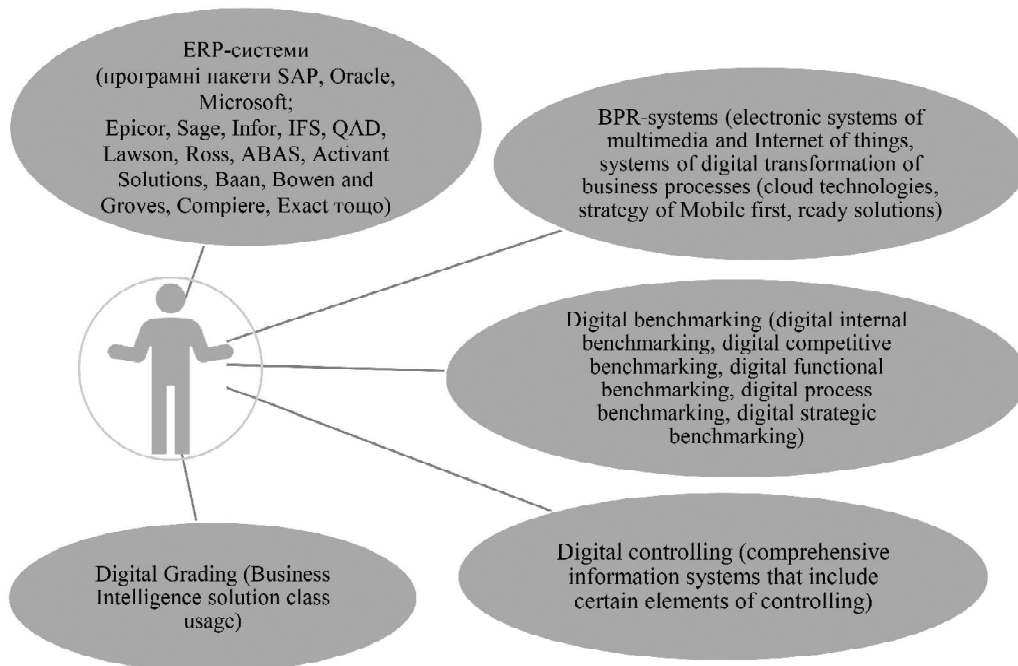 ERP-системи
(програмні пакети SAP, Oracle,
Microsoft;
Epicor, Sage, Infor, IFS, QAD,
Lawson, Ross, ABAS, Activant
Solutions, Baan, Bowen and
Groves, Compiere, Exact тощо)
BPR-systems (electronic systems of
multimedia and Internet of things,
systems of digital transformation of
business processes (cloud technologies,
strategy of Mobile first, ready solutions)
Digital benchmarking (digital internal
benchmarking, digital competitive
benchmarking, digital functional
benchmarking, digital process
benchmarking, digital strategic
benchmarking)
Digital controlling (comprehensive
information systems that include
certain elements of controlling)
Digital Grading (Business
Intelligence solution class
usage)